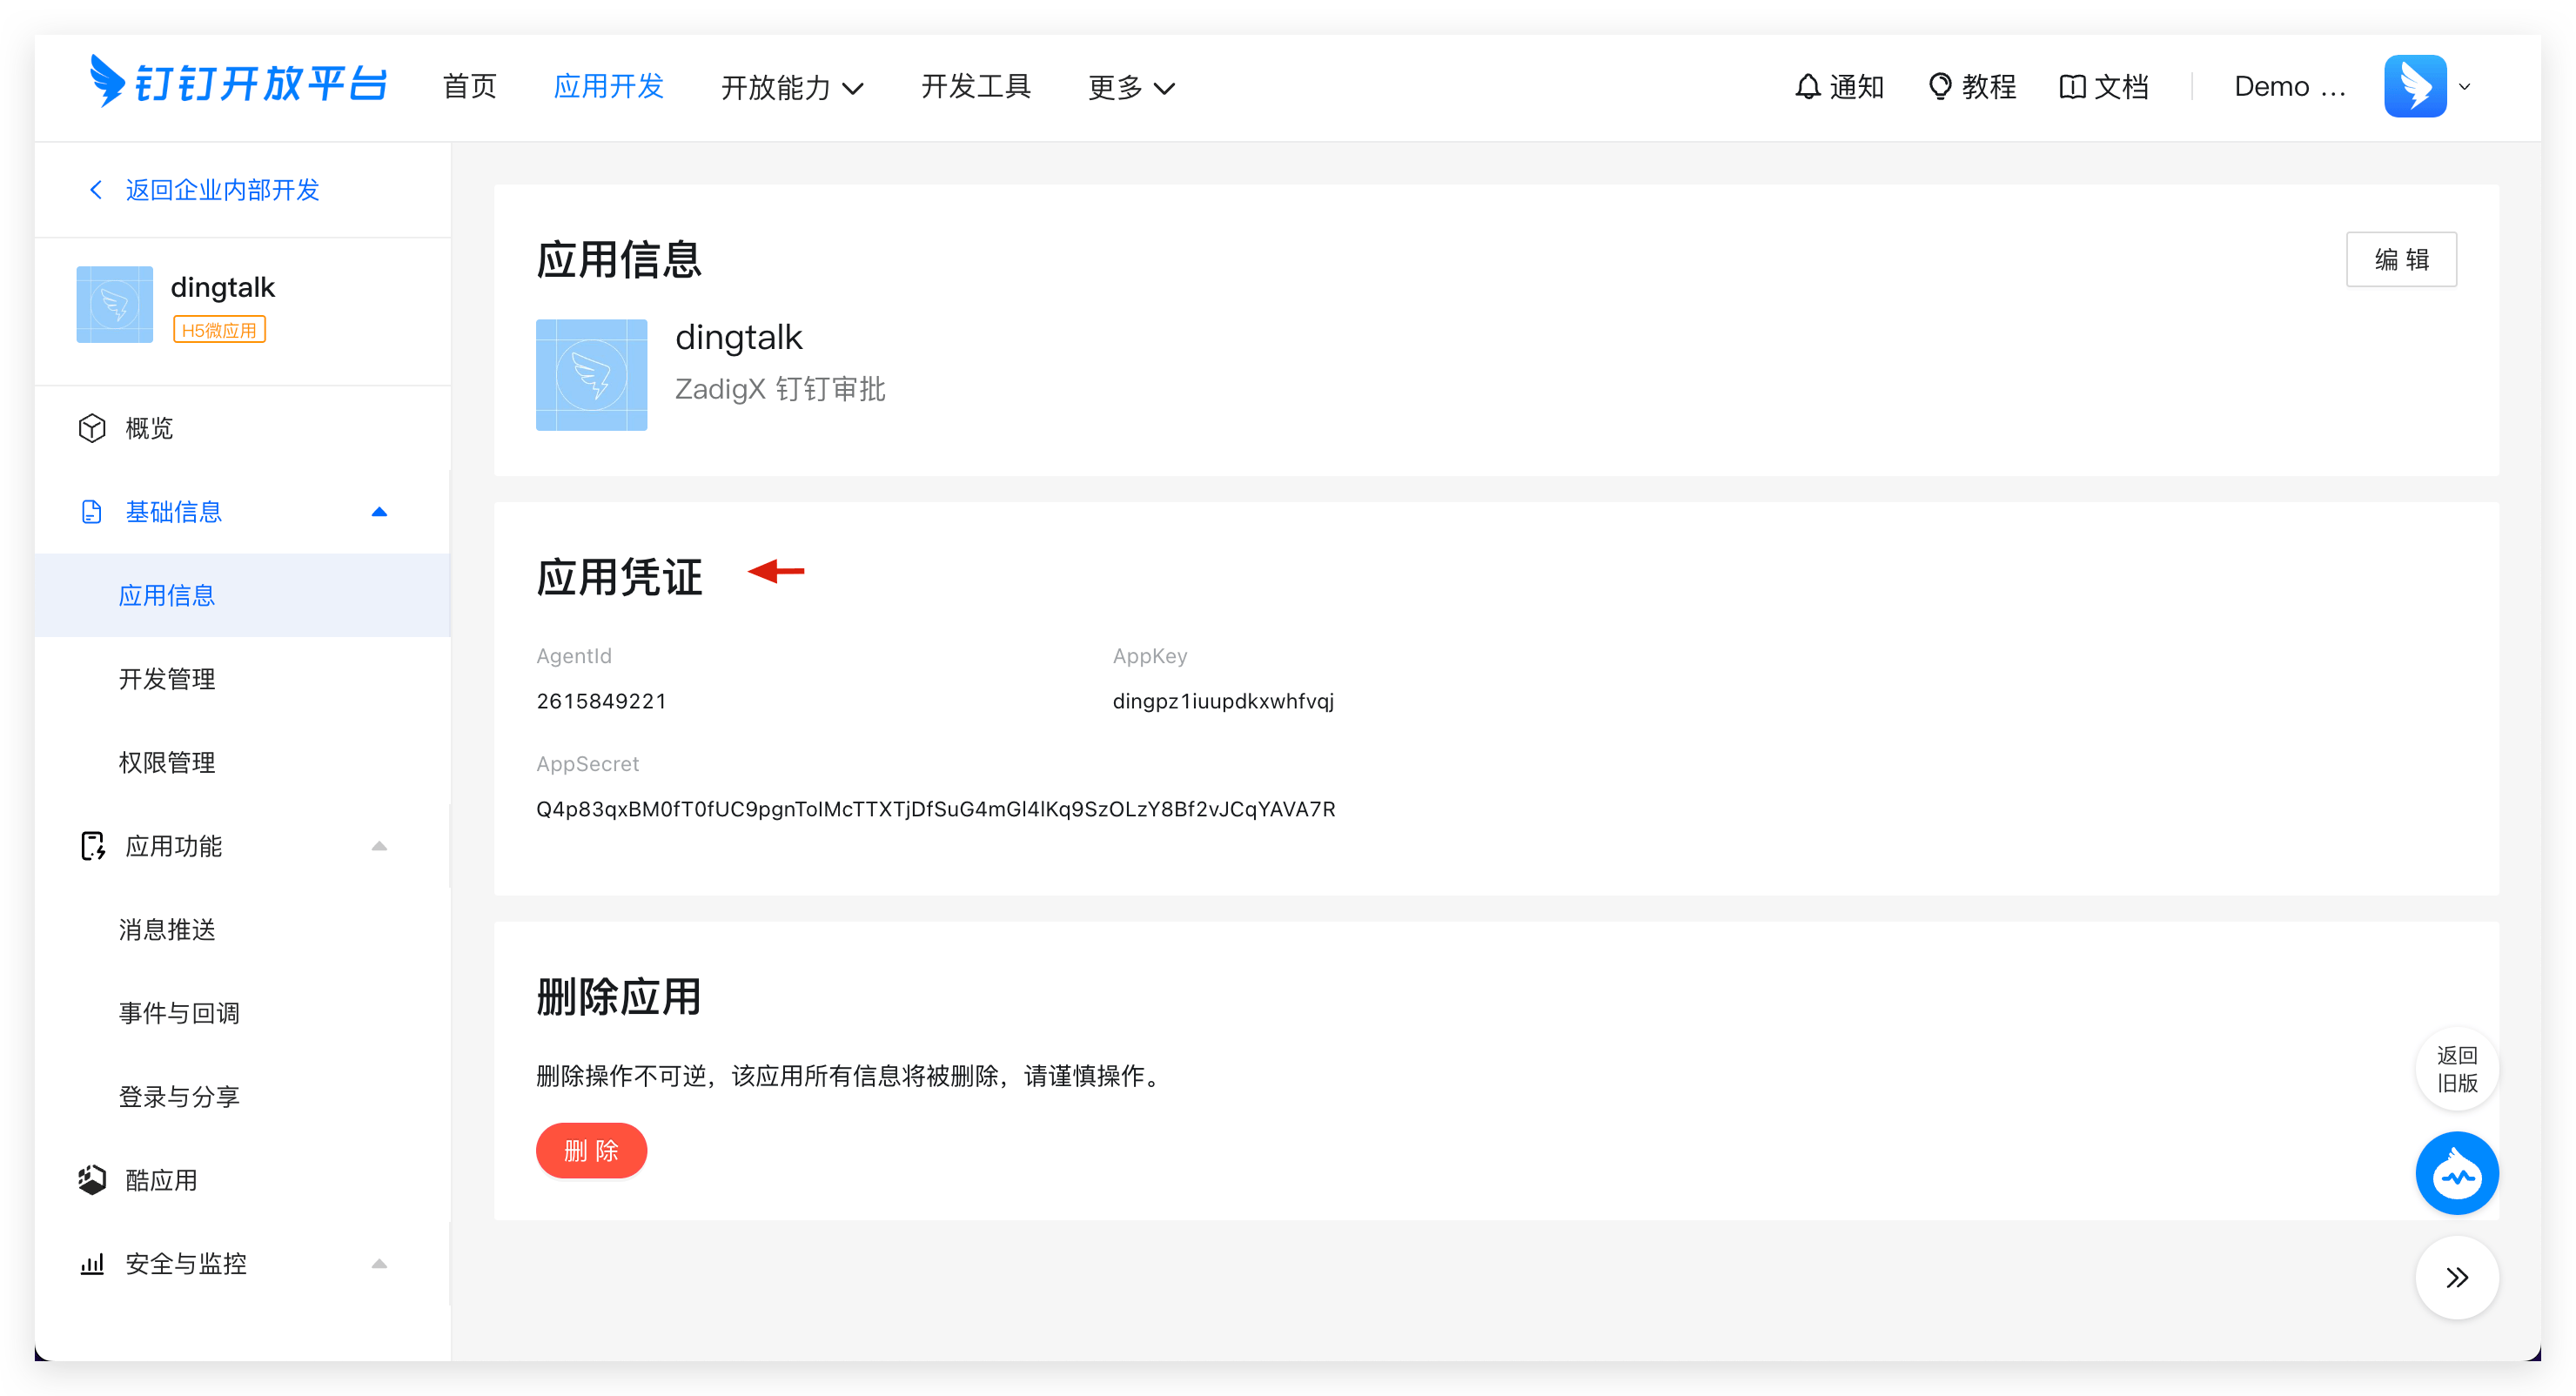 钉钉开放平台 首页 应用开发 开放能力 开发工具 更多 通知 教程 文档 Demo ...
返回企业内部开发
dingtalk
H5微应用
概览
基础信息
应用信息
开发管理
权限管理
应用功能
消息推送
事件与回调
登录与分享
酷应用
安全与监控
应用信息
编 辑
dingtalk
ZadigX 钉钉审批
应用凭证
AgentId
2615849221
AppKey
dingpz1iuupdkxwhfvqj
AppSecret
Q4p83qxBM0fT0fUC9pgnToIMcTTXTjDfSuG4mGl4lKq9SzOLzY8Bf2vJCqYAVA7R
删除应用
删除操作不可逆，该应用所有信息将被删除，请谨慎操作。
删 除
返回
旧版